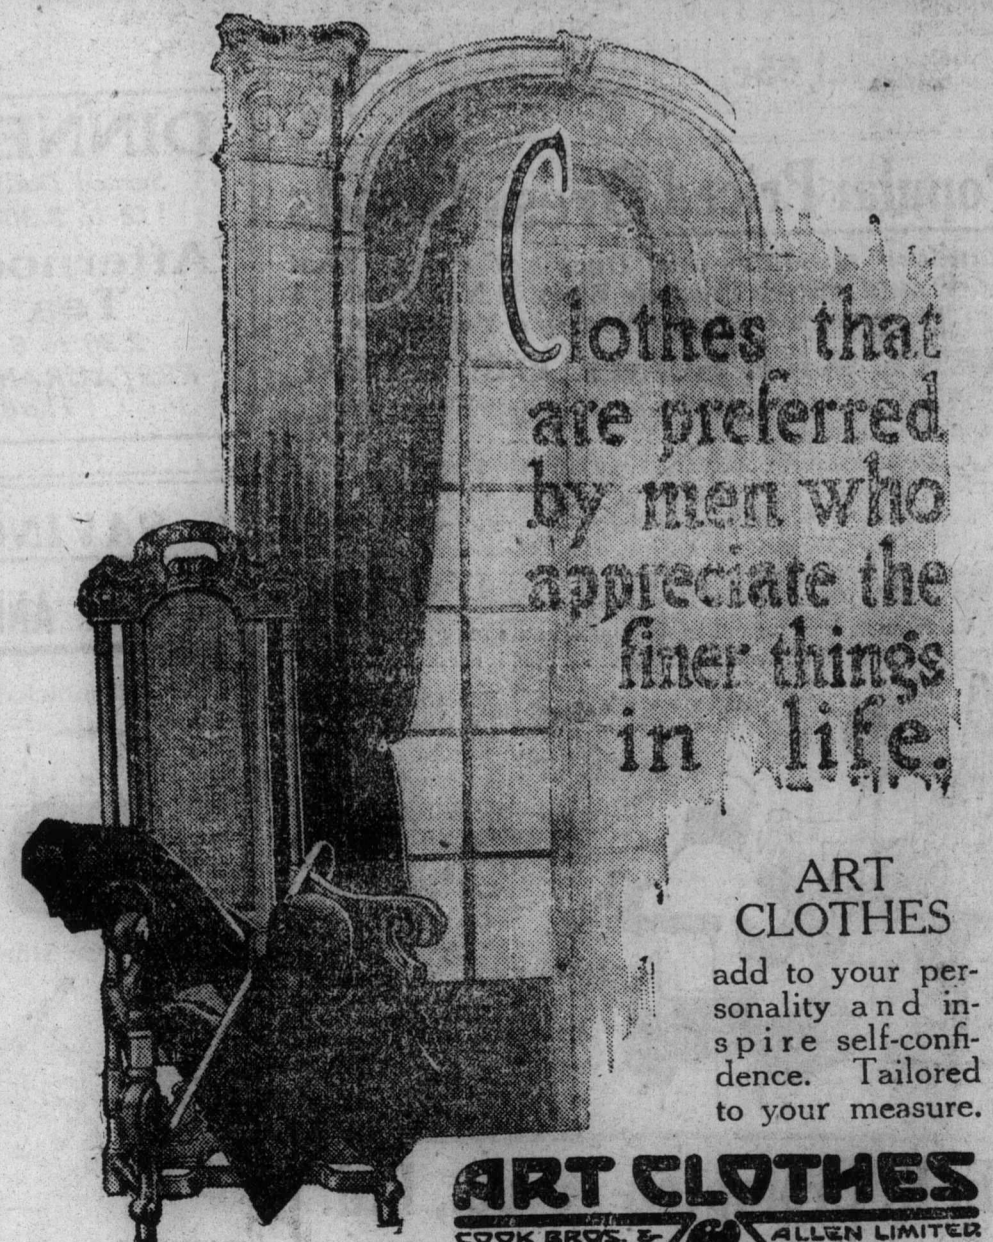 Clothes that
are preferred
by men who
appreciate the
finer things
in life.
ART
CLOTHES
add to your per-
sonality and in-
spire self-confi-
dence. Tailored
to your measure.
ART CLOTHES
COOK BROS. & ALLEN LIMITED